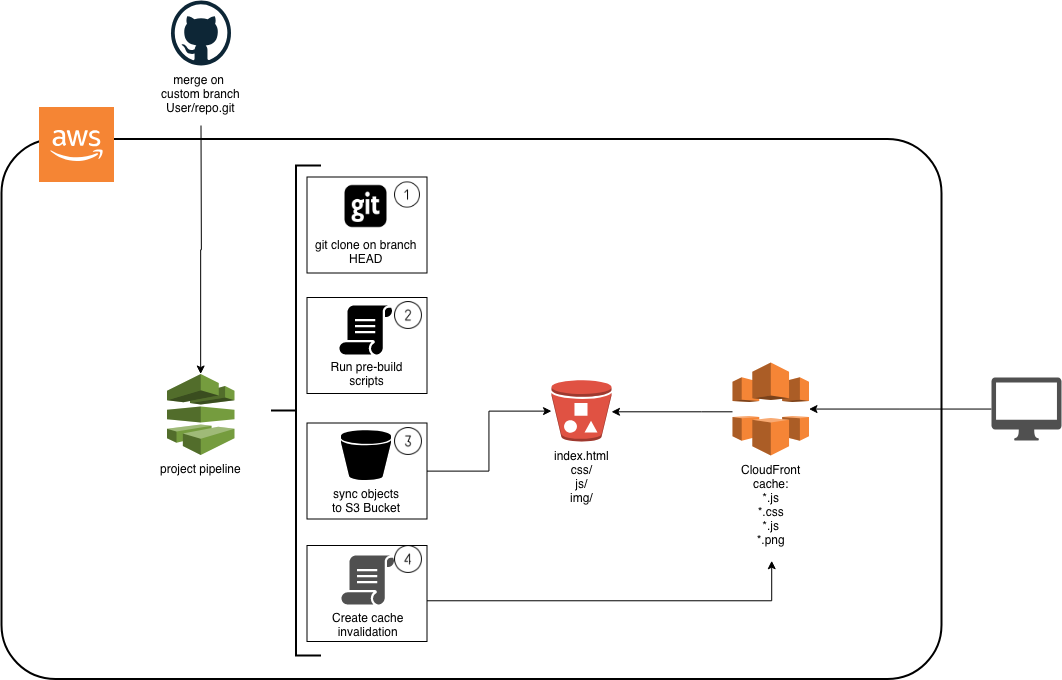 merge on
custom branch
User/repo.git
aws
1
git
git clone on branch
HEAD
2
Run pre-build
scripts
project pipeline
3
sync objects
to S3 Bucket
index.html
css/
js/
img/
CloudFront
cache:
*.js
*.css
*.js
*.png
4
Create cache
invalidation